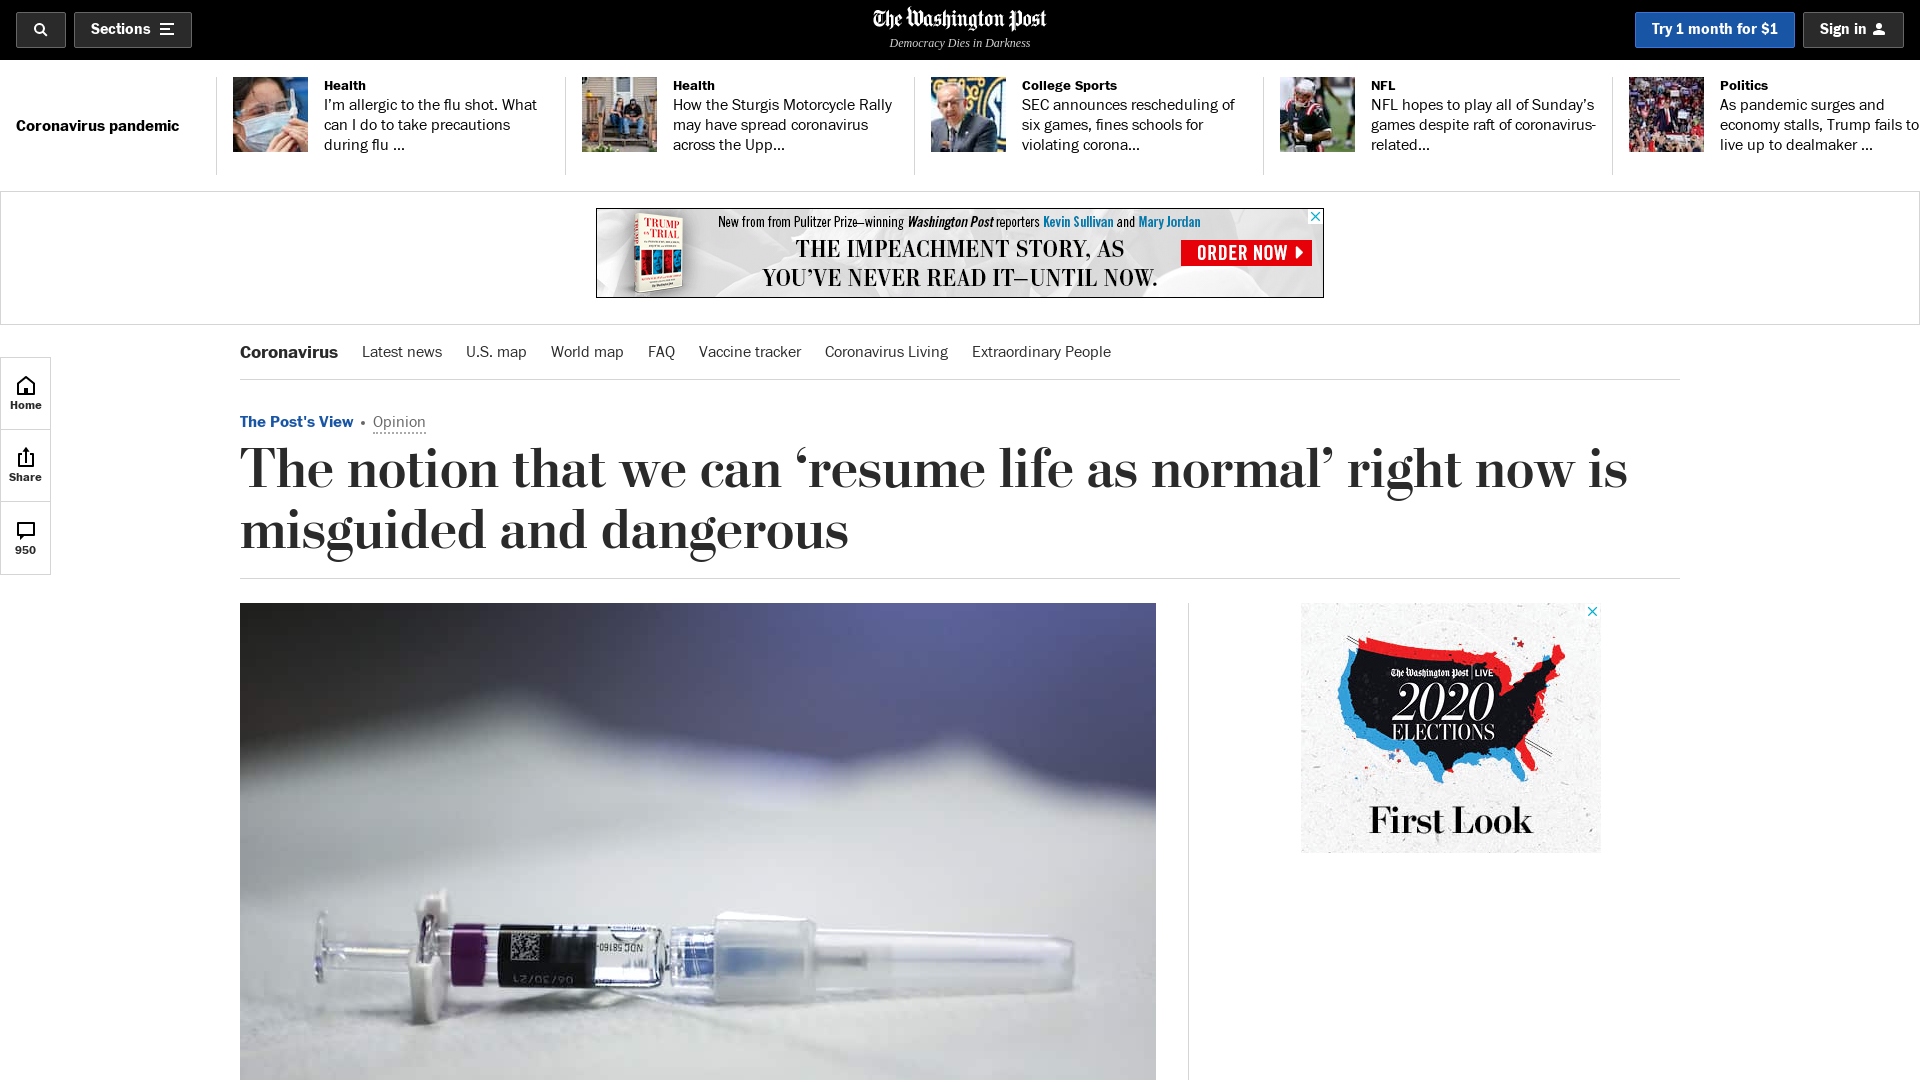 Sections
The Washington Post
Democracy Dies in Darkness
Try 1 month for $1
Sign in
Coronavirus pandemic
Health
I’m allergic to the flu shot. What
can I do to take precautions
during flu ...
Health
How the Sturgis Motorcycle Rally
may have spread coronavirus
across the Upp...
College Sports
SEC announces rescheduling of
six games, fines schools for
violating corona...
NFL
NFL hopes to play all of Sunday’s
games despite raft of coronavirus-
related...
Politics
As pandemic surges and
economy stalls, Trump fails to
live up to dealmaker ...
TRUMP
ON TRIAL
New from from Pulitzer Prize–winning Washington Post reporters Kevin Sullivan and Mary Jordan
THE IMPEACHMENT STORY, AS
YOU’VE NEVER READ IT—UNTIL NOW.
ORDER NOW
Coronavirus
Latest news
U.S. map
World map
FAQ
Vaccine tracker
Coronavirus Living
Extraordinary People
Home
Share
950
The Post's View • Opinion
The notion that we can ‘resume life as normal’ right now is
misguided and dangerous
NDC 58160-
06/30/21
The Washington Post LIVE
2020
ELECTIONS
First Look